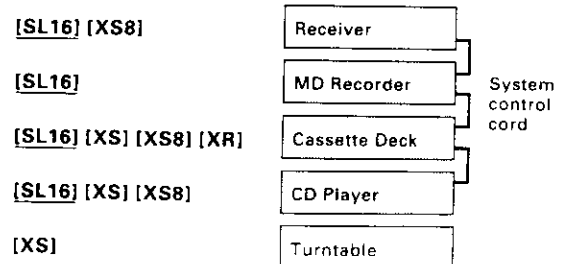 [SL16] [XS8] Receiver
[SL16] MD Recorder
System
control
cord
[SL16] [XS] [XS8] [XR] Cassette Deck
[SL16] [XS] [XS8] CD Player
[XS] Turntable